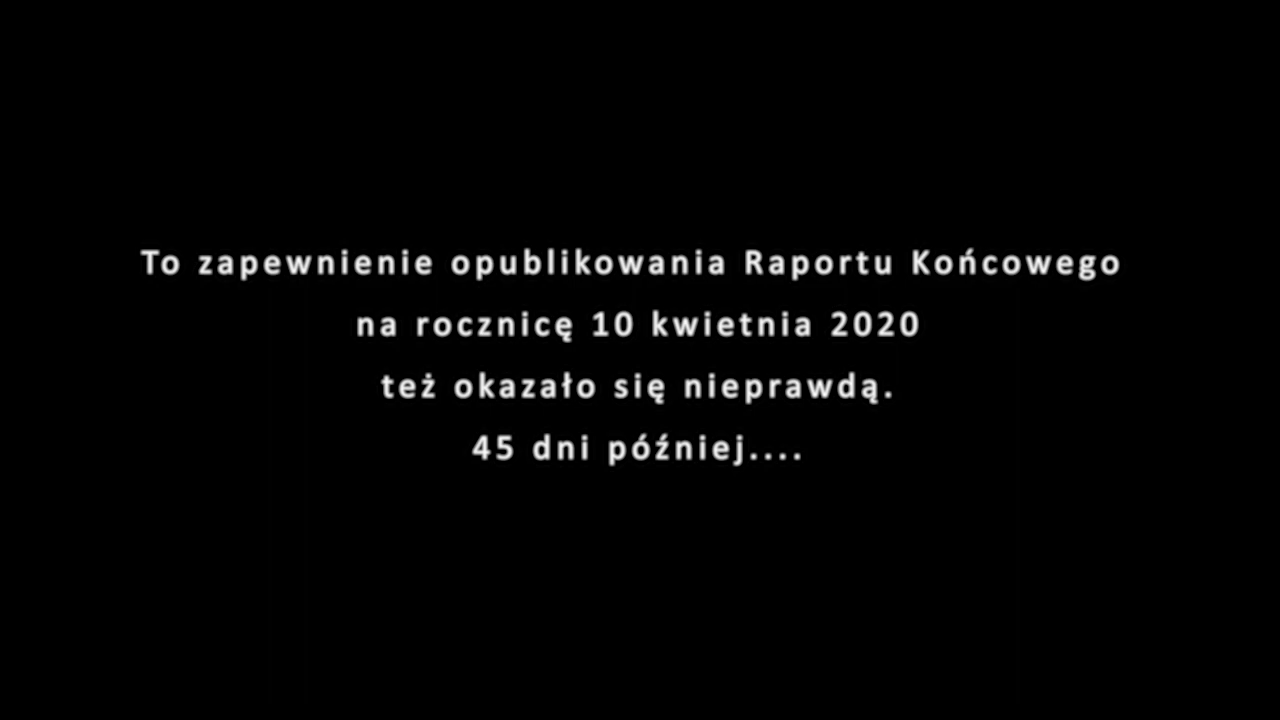 To zapewnienie opublikowania Raportu Końcowego
na rocznicę 10 kwietnia 2020
też okazało się nieprawdą.
45 dni później....